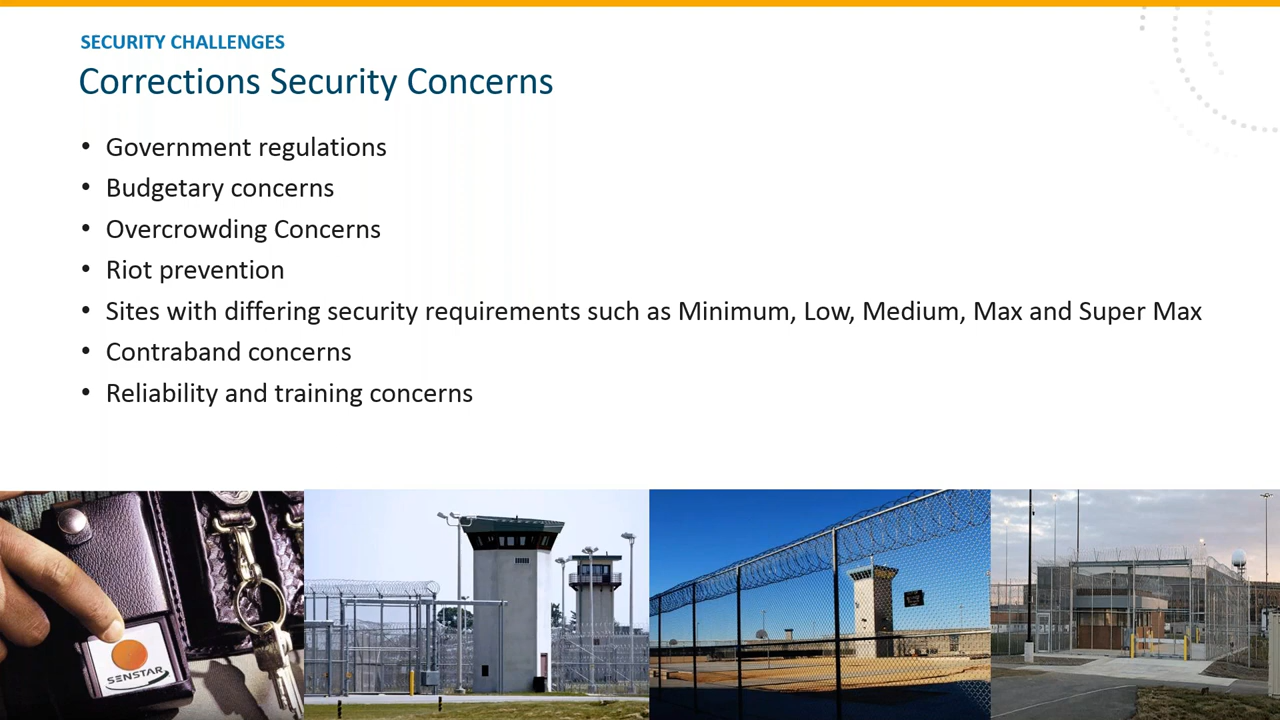 SECURITY CHALLENGES
Corrections Security Concerns
• Government regulations
• Budgetary concerns
• Overcrowding Concerns
• Riot prevention
• Sites with differing security requirements such as Minimum, Low, Medium, Max and Super Max
• Contraband concerns
• Reliability and training concerns
SENSTAR